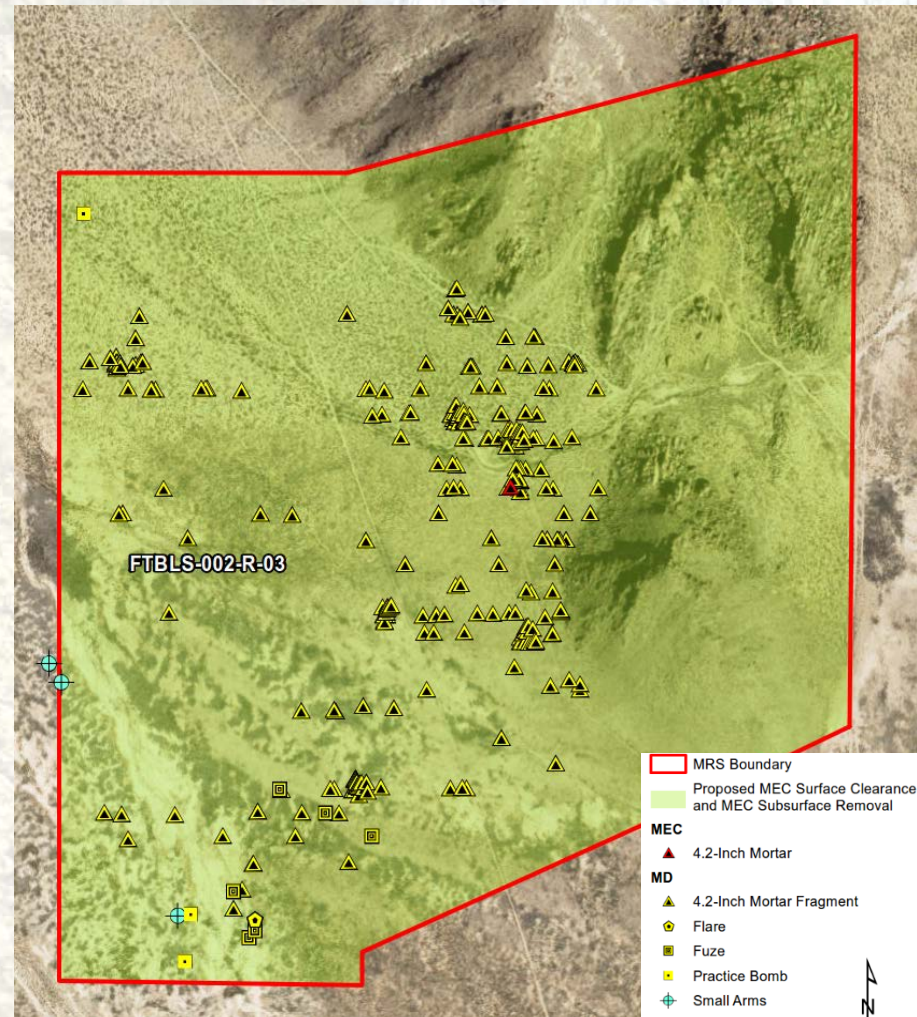 FTBLS-002-R-03
MRS Boundary
Proposed MEC Surface Clearance
and MEC Subsurface Removal
MEC
4.2-Inch Mortar
MD
4.2-Inch Mortar Fragment
Flare
Fuze
Practice Bomb
Small Arms
N